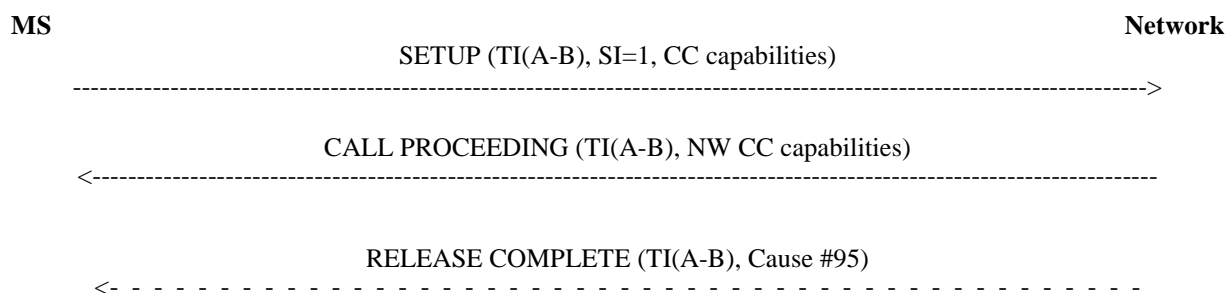 MS Network
SETUP (TI(A-B), SI=1, CC capabilities)
------------------------------------------------------------------------------------------------------------------------>
CALL PROCEEDING (TI(A-B), NW CC capabilities)
<-----------------------------------------------------------------------------------------------------------------------
RELEASE COMPLETE (TI(A-B), Cause #95)
<- - - - - - - - - - - - - - - - - - - - - - - - - - - - - - - - - - - - - - -